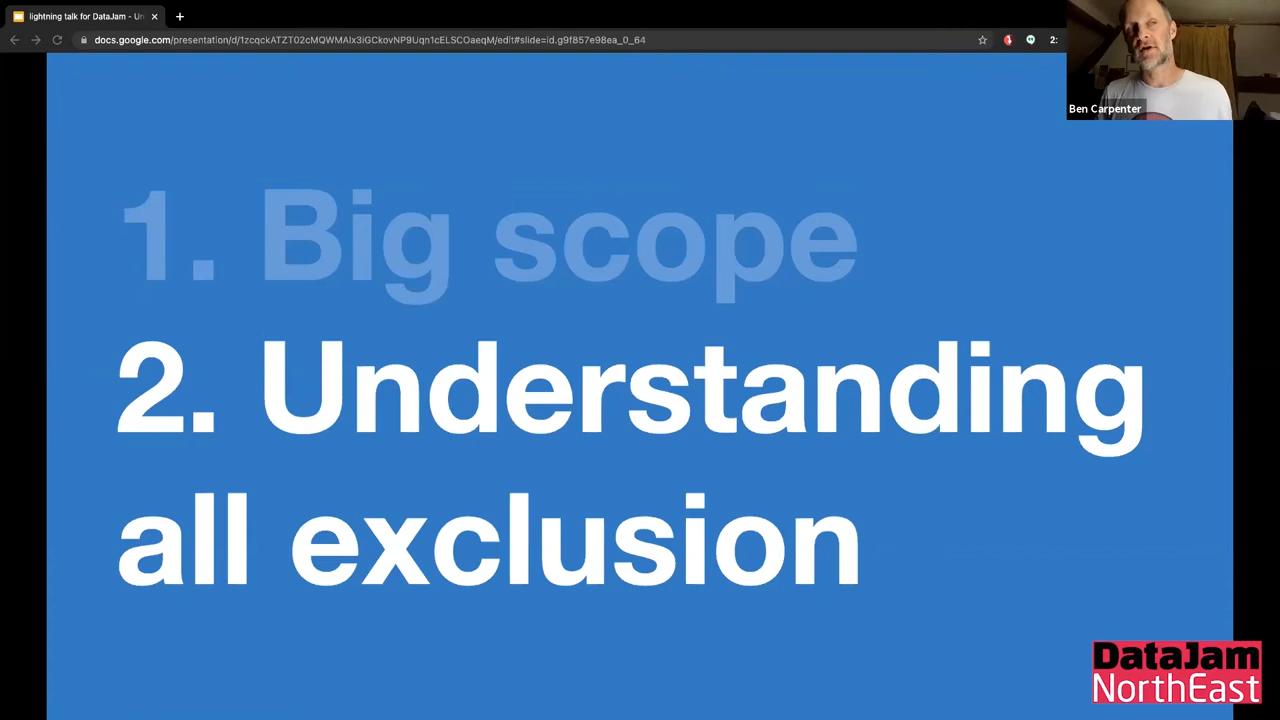 lightning talk for DataJam - Un
docs.google.com/presentation/d/1zcqckATZT02cMQWMAlx3iGCkovNP9Uqn1cELSCOaeqM/edit#slide=id.g9f857e98ea_0_64
2:
Ben Carpenter
1. Big scope
2. Understanding
all exclusion
DataJam
NorthEast